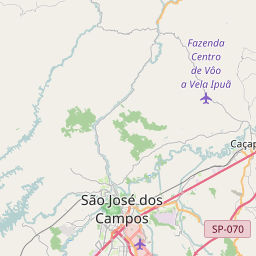 Fazenda
Centro
de Vôo
a Vela Ipuã
Caçap
São José dos
Campos
SP-070